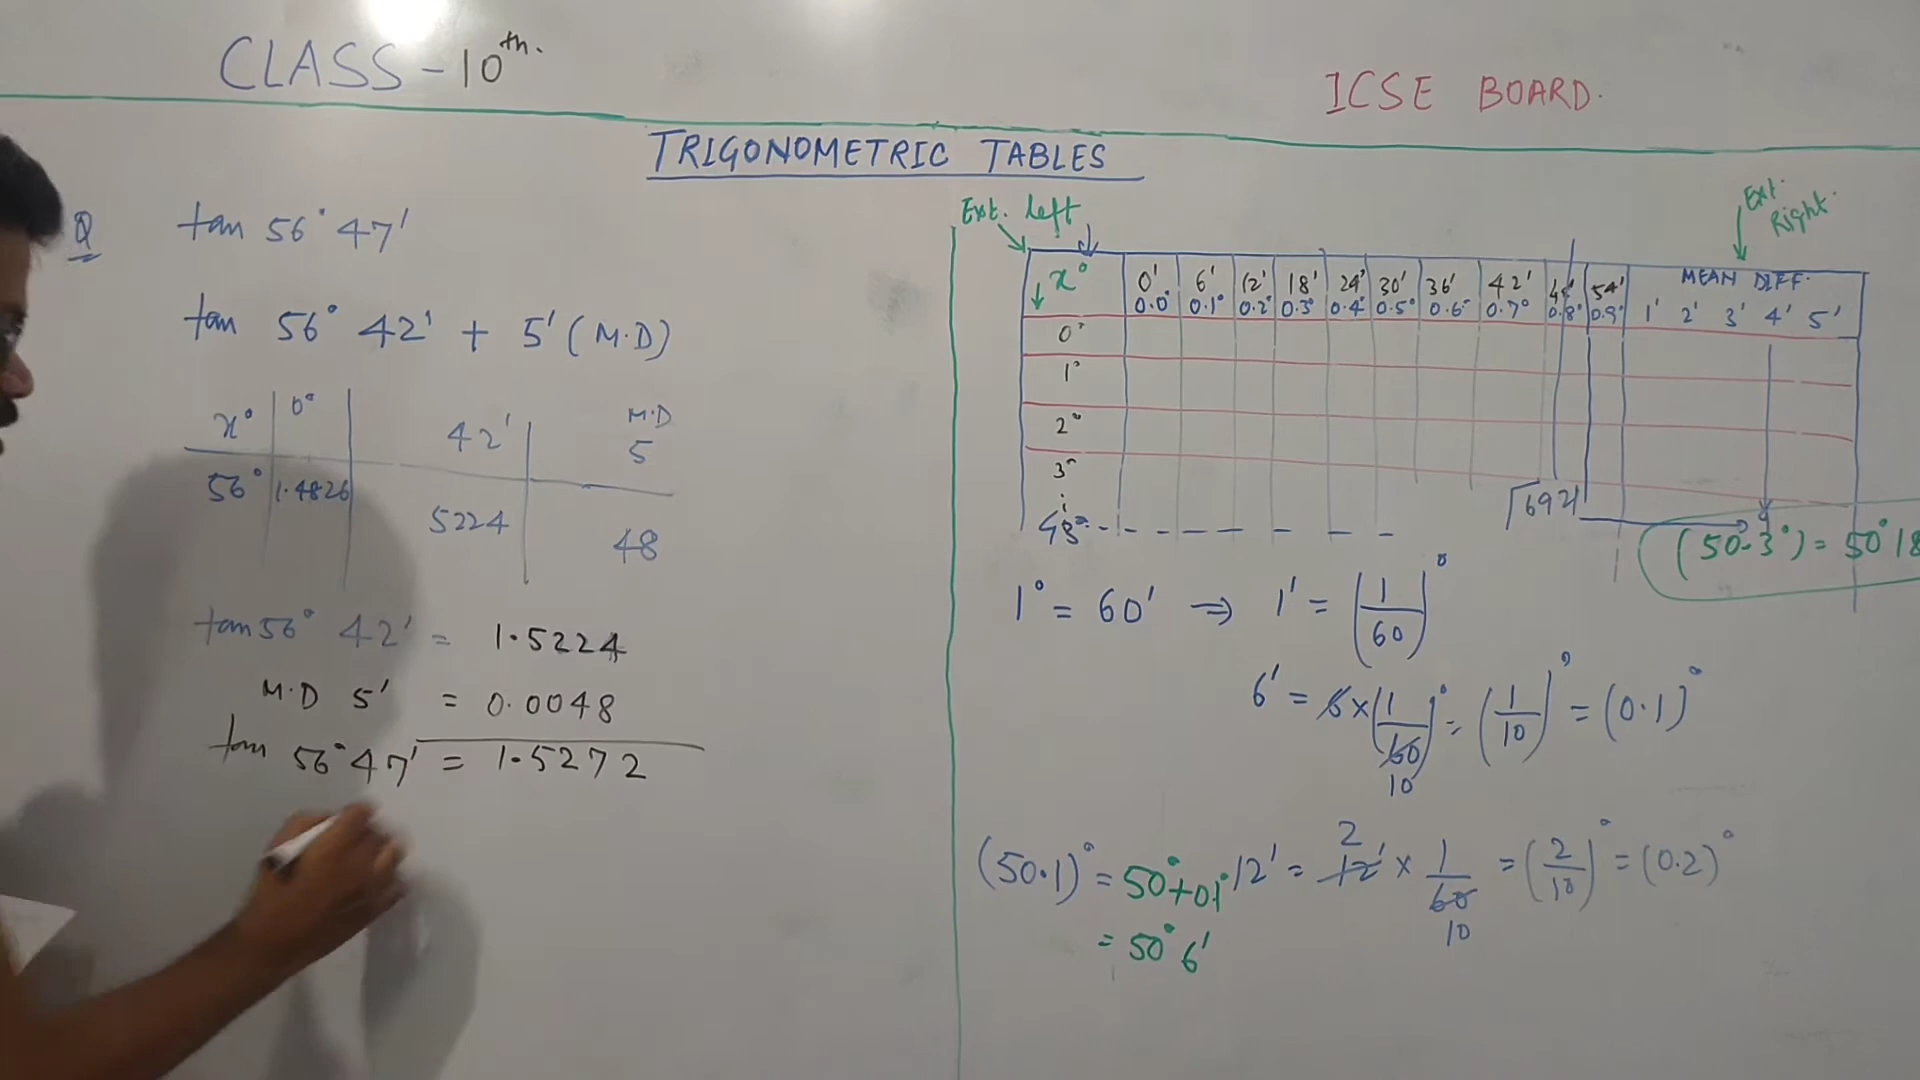 CLASS - 10th.
ICSE BOARD.
TRIGONOMETRIC TABLES
Q tan 56° 47'
tan 56° 42' + 5' (M.D)
x° 0° 42' M.D 5
56° 1.4826 5224 48
tan 56° 42' = 1.5224
M.D 5' = 0.0048
tan 56° 47' = 1.5272
Ext. left
Ext. Right.
x° 0' 6' 12' 18' 24' 30' 36' 42' 48' 54' MEAN DIFF.
0.0° 0.1° 0.2° 0.3° 0.4° 0.5° 0.6° 0.7° 0.8° 0.9° 1' 2' 3' 4' 5'
0°
1°
2°
3°
6921
(50.3°) = 50° 18
1° = 60' ⇒ 1' = (1/60)°
6' = 6 × (1/60)° = (1/10)° = (0.1)°
10
(50.1)° = 50° + 0.1°
= 50° 6'
2
12' = 12' × 1/60 = (2/10)° = (0.2)°
10